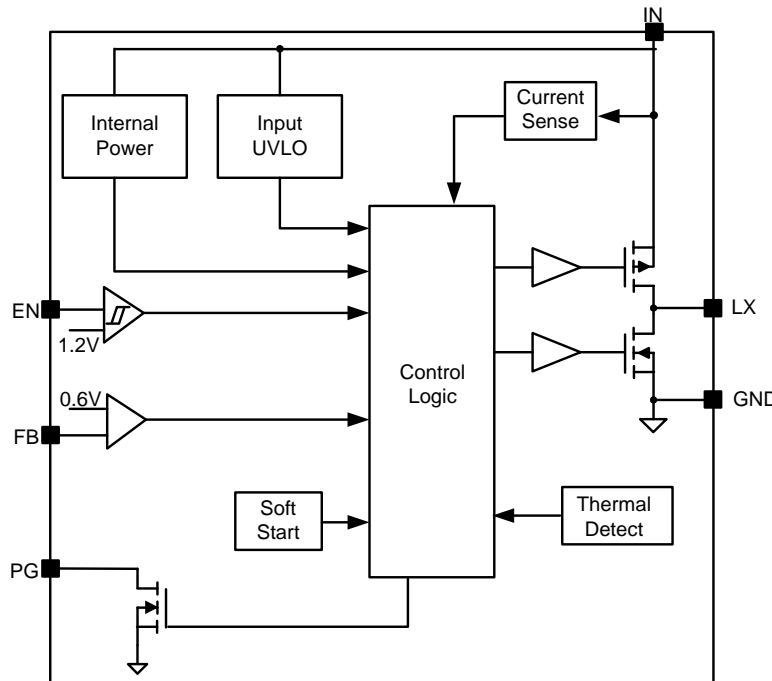 IN
Internal
Power
Input
UVLO
Current
Sense
EN
1.2V
LX
0.6V
FB
Control
Logic
GND
Soft
Start
Thermal
Detect
PG